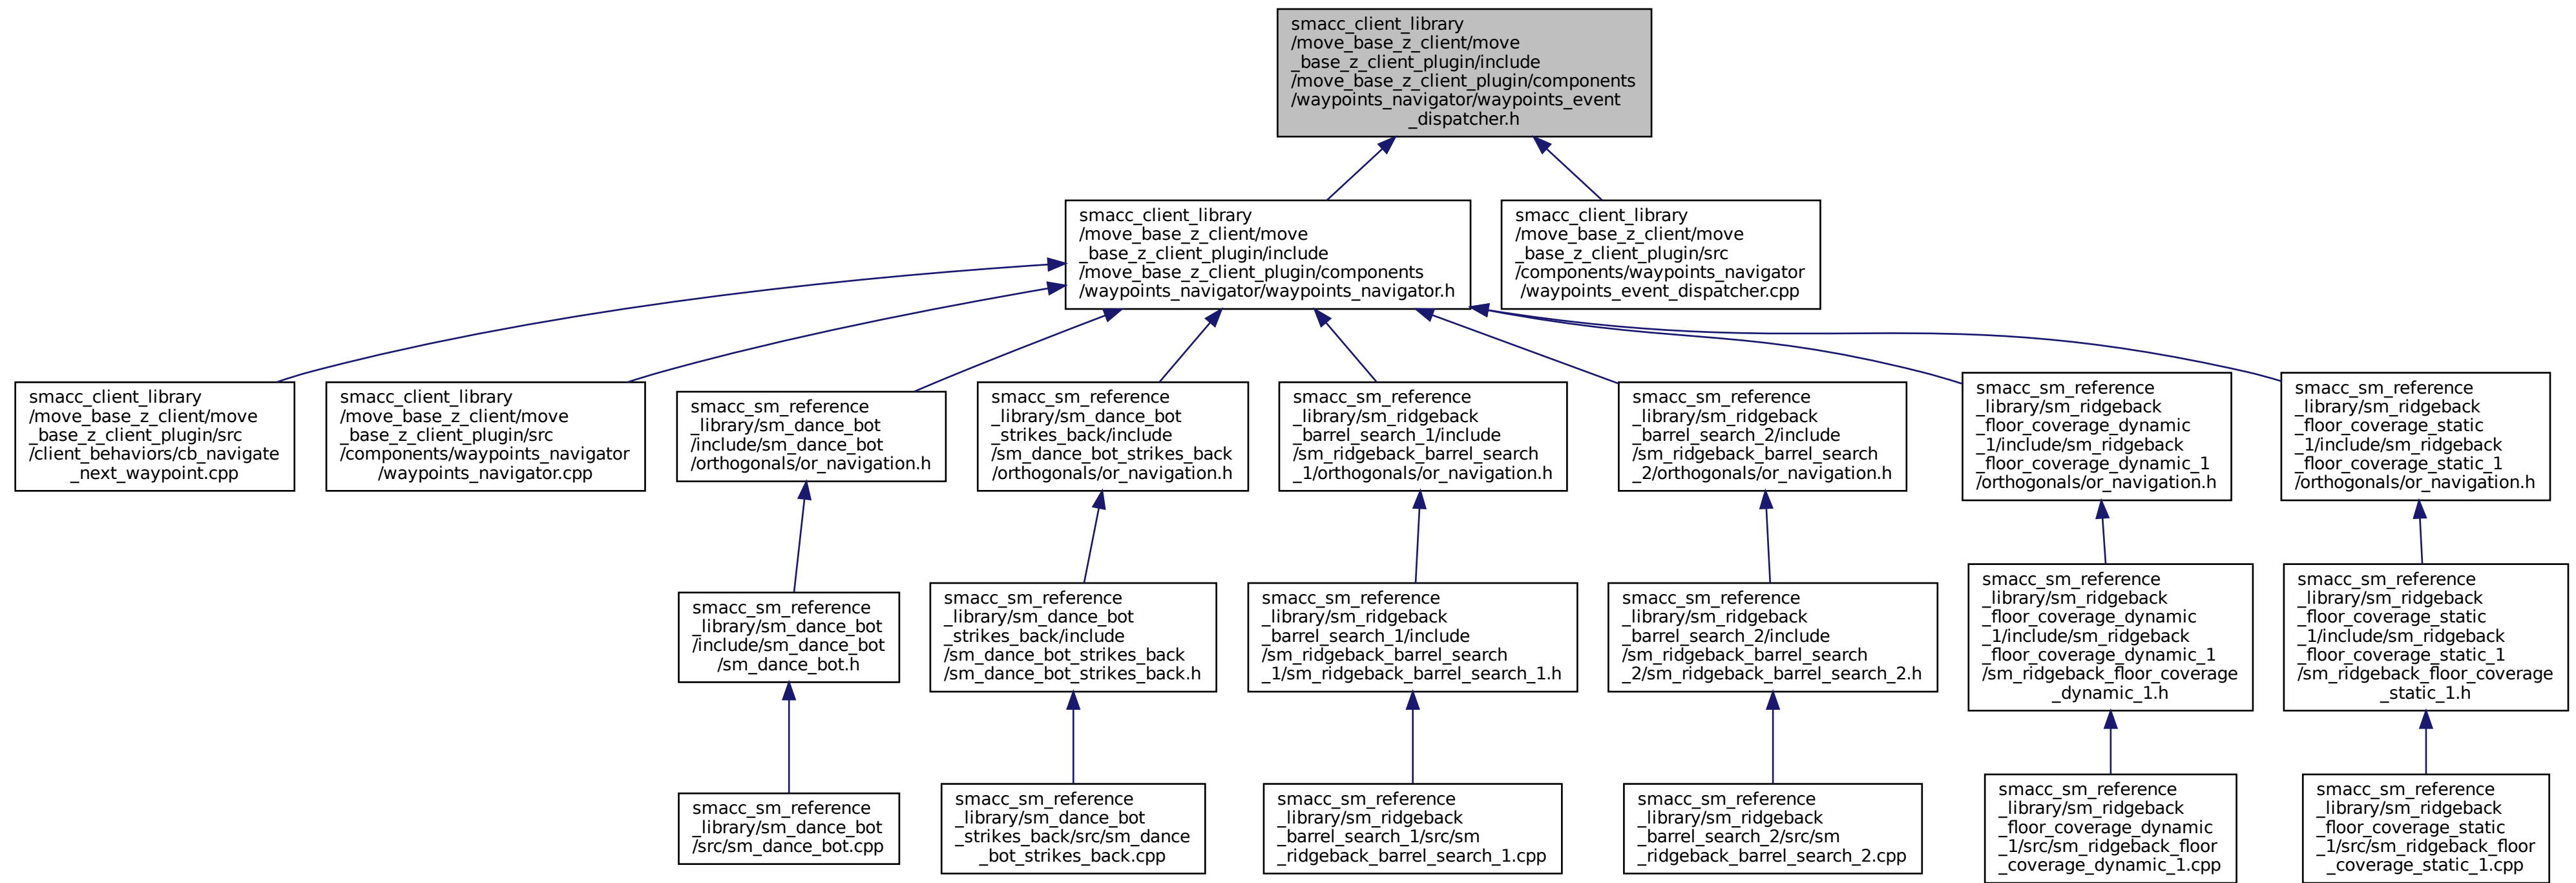 smacc_client_library
/move_base_z_client/move
_base_z_client_plugin/include
/move_base_z_client_plugin/components
/waypoints_navigator/waypoints_event
_dispatcher.h
smacc_client_library
/move_base_z_client/move
_base_z_client_plugin/include
/move_base_z_client_plugin/components
/waypoints_navigator/waypoints_navigator.h
smacc_client_library
/move_base_z_client/move
_base_z_client_plugin/src
/components/waypoints_navigator
/waypoints_event_dispatcher.cpp
smacc_client_library
/move_base_z_client/move
_base_z_client_plugin/src
/client_behaviors/cb_navigate
_next_waypoint.cpp
smacc_client_library
/move_base_z_client/move
_base_z_client_plugin/src
/components/waypoints_navigator
/waypoints_navigator.cpp
smacc_sm_reference
_library/sm_dance_bot
/include/sm_dance_bot
/orthogonals/or_navigation.h
smacc_sm_reference
_library/sm_dance_bot
_strikes_back/include
/sm_dance_bot_strikes_back
/orthogonals/or_navigation.h
smacc_sm_reference
_library/sm_ridgeback
_barrel_search_1/include
/sm_ridgeback_barrel_search
_1/orthogonals/or_navigation.h
smacc_sm_reference
_library/sm_ridgeback
_barrel_search_2/include
/sm_ridgeback_barrel_search
_2/orthogonals/or_navigation.h
smacc_sm_reference
_library/sm_ridgeback
_floor_coverage_dynamic
_1/include/sm_ridgeback
_floor_coverage_dynamic_1
/orthogonals/or_navigation.h
smacc_sm_reference
_library/sm_ridgeback
_floor_coverage_static
_1/include/sm_ridgeback
_floor_coverage_static_1
/orthogonals/or_navigation.h
smacc_sm_reference
_library/sm_dance_bot
/include/sm_dance_bot
/sm_dance_bot.h
smacc_sm_reference
_library/sm_dance_bot
_strikes_back/include
/sm_dance_bot_strikes_back
/sm_dance_bot_strikes_back.h
smacc_sm_reference
_library/sm_ridgeback
_barrel_search_1/include
/sm_ridgeback_barrel_search
_1/sm_ridgeback_barrel_search_1.h
smacc_sm_reference
_library/sm_ridgeback
_barrel_search_2/include
/sm_ridgeback_barrel_search
_2/sm_ridgeback_barrel_search_2.h
smacc_sm_reference
_library/sm_ridgeback
_floor_coverage_dynamic
_1/include/sm_ridgeback
_floor_coverage_dynamic_1
/sm_ridgeback_floor_coverage
_dynamic_1.h
smacc_sm_reference
_library/sm_ridgeback
_floor_coverage_static
_1/include/sm_ridgeback
_floor_coverage_static_1
/sm_ridgeback_floor_coverage
_static_1.h
smacc_sm_reference
_library/sm_dance_bot
/src/sm_dance_bot.cpp
smacc_sm_reference
_library/sm_dance_bot
_strikes_back/src/sm_dance
_bot_strikes_back.cpp
smacc_sm_reference
_library/sm_ridgeback
_barrel_search_1/src/sm
_ridgeback_barrel_search_1.cpp
smacc_sm_reference
_library/sm_ridgeback
_barrel_search_2/src/sm
_ridgeback_barrel_search_2.cpp
smacc_sm_reference
_library/sm_ridgeback
_floor_coverage_dynamic
_1/src/sm_ridgeback_floor
_coverage_dynamic_1.cpp
smacc_sm_reference
_library/sm_ridgeback
_floor_coverage_static
_1/src/sm_ridgeback_floor
_coverage_static_1.cpp